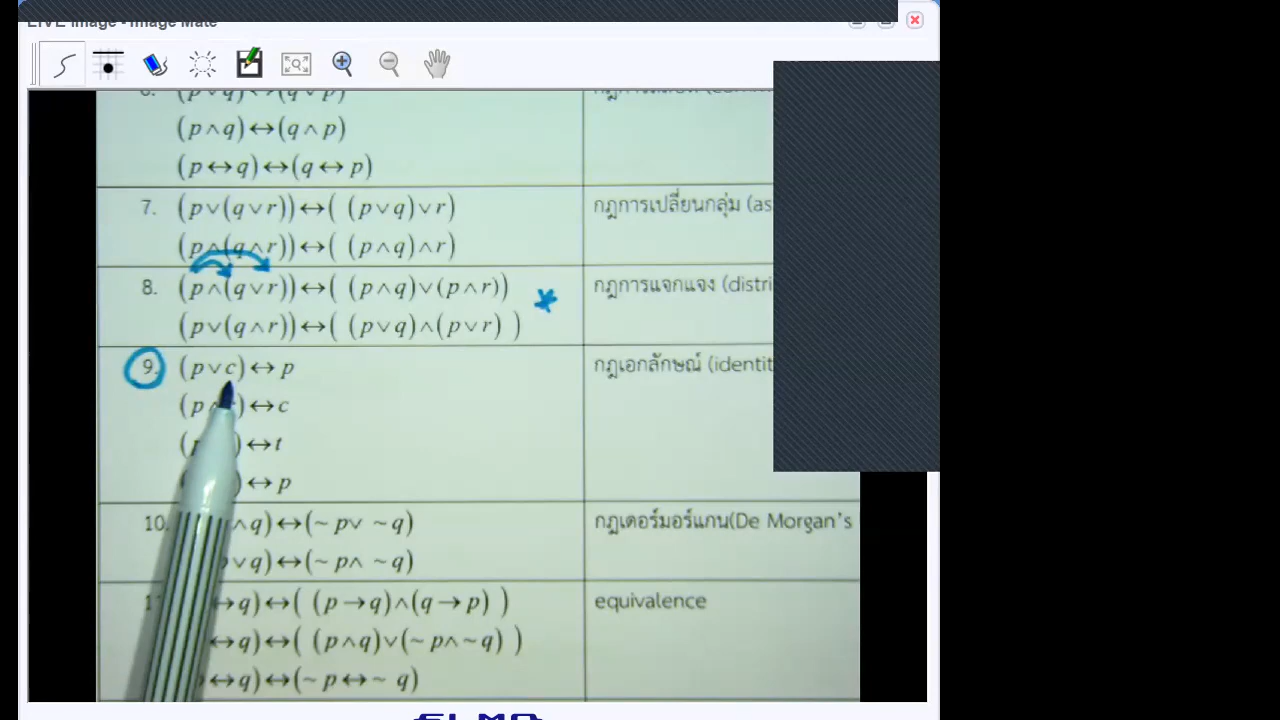 LIVE Image - Image Mate
(p∧q)↔(q∧p)
(p↔q)↔(q↔p)
7. (p∨(q∨r))↔( (p∨q)∨r) กฎการเปลี่ยนกลุ่ม (as
(p∧(q∧r))↔( (p∧q)∧r)
8. (p∧(q∨r))↔( (p∧q)∨(p∧r)) กฎการแจกแจง (distri
(p∨(q∧r))↔( (p∨q)∧(p∨r) )
9. (p∨c)↔p กฎเอกลักษณ์ (identit
(p )↔c
( )↔t
)↔p
10. ∧q)↔(~p∨ ~q) กฎเดอร์มอร์แกน(De Morgan's
p∨q)↔(~p∧ ~q)
↔q)↔( (p→q)∧(q→p) ) equivalence
↔q)↔( (p∧q)∨(~p∧~q) )
↔q)↔(~p↔~ q)
ELMO